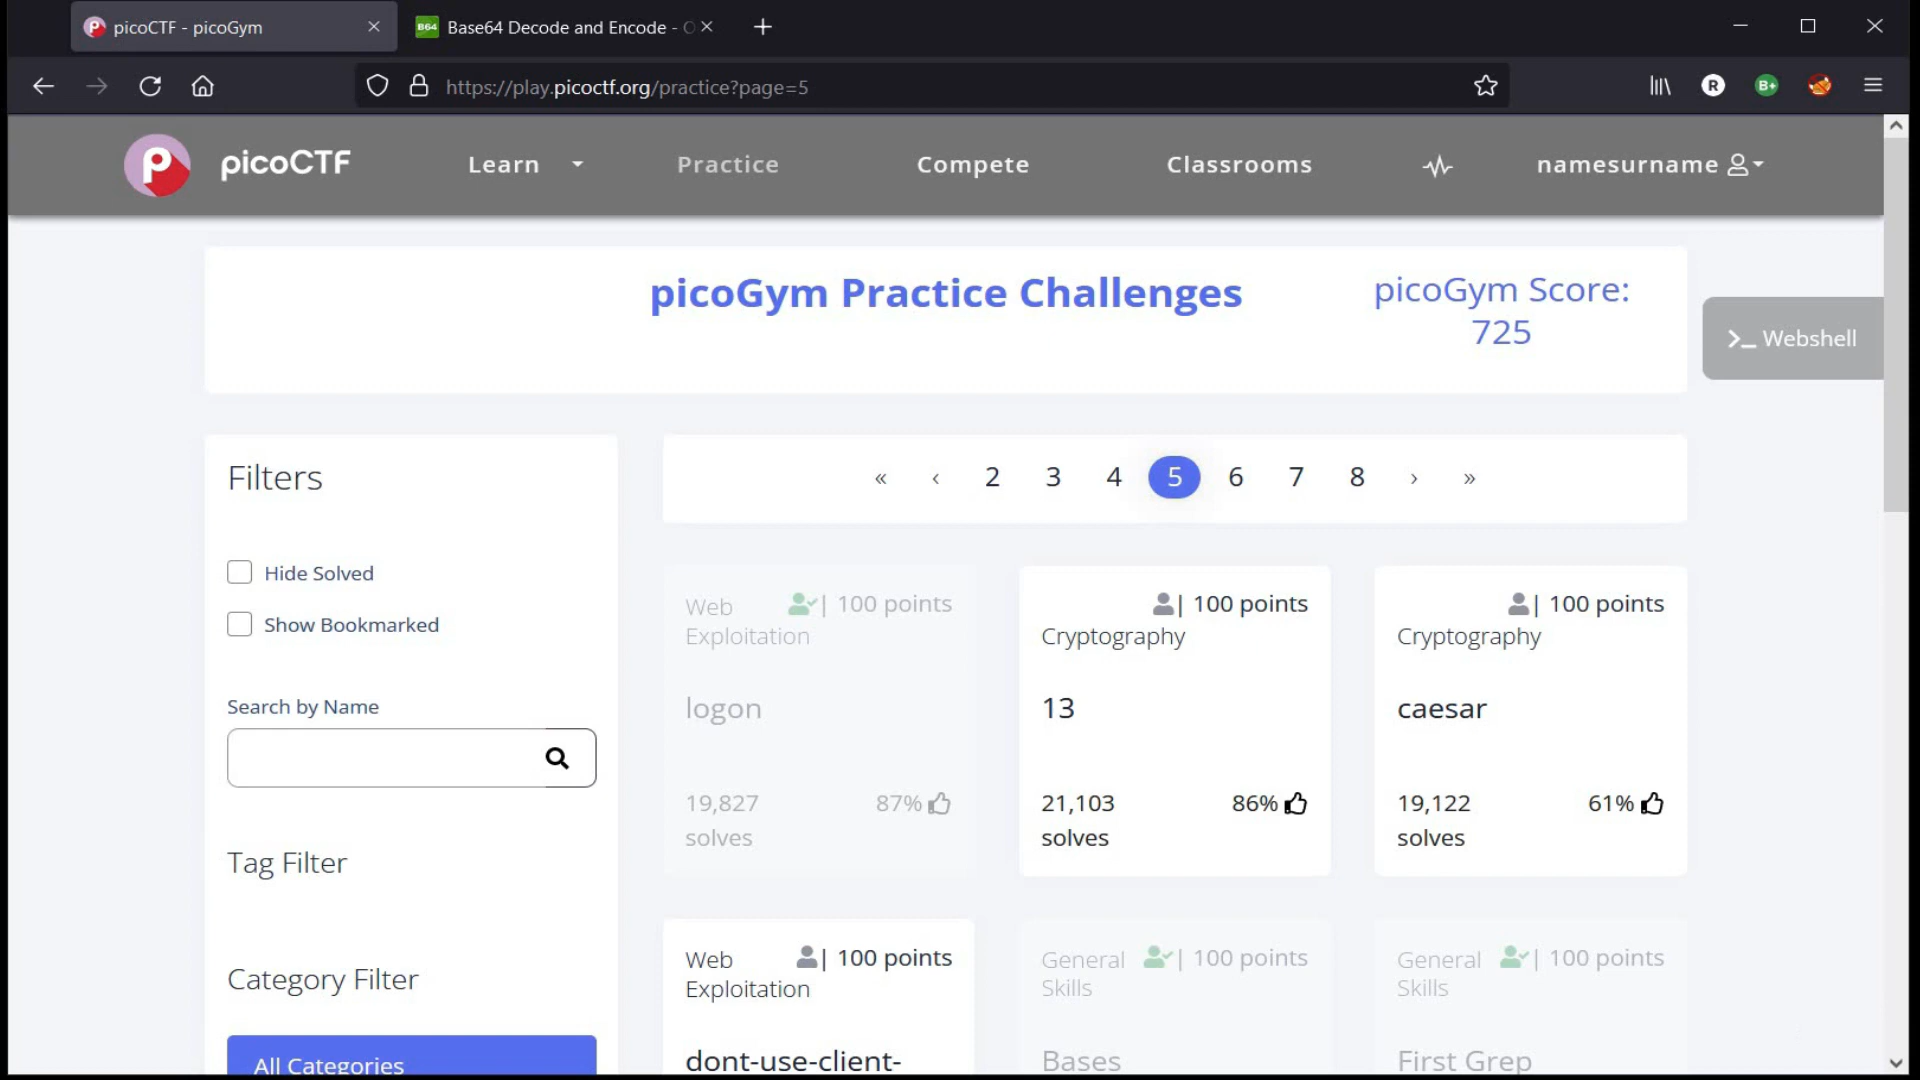 picoCTF - picoGym
B64 Base64 Decode and Encode -
https://play.picoctf.org/practice?page=5
R
B+
picoCTF
Learn
Practice
Compete
Classrooms
namesurname
picoGym Practice Challenges
picoGym Score:
725
>_ Webshell
Filters
« ‹ 2 3 4 5 6 7 8 › »
Hide Solved
Show Bookmarked
Search by Name
Tag Filter
Category Filter
All Categories
Web
Exploitation
| 100 points
logon
19,827
solves
87%
| 100 points
Cryptography
13
21,103
solves
86%
| 100 points
Cryptography
caesar
19,122
solves
61%
Web
Exploitation
| 100 points
dont-use-client-
General
Skills
| 100 points
Bases
General
Skills
| 100 points
First Grep